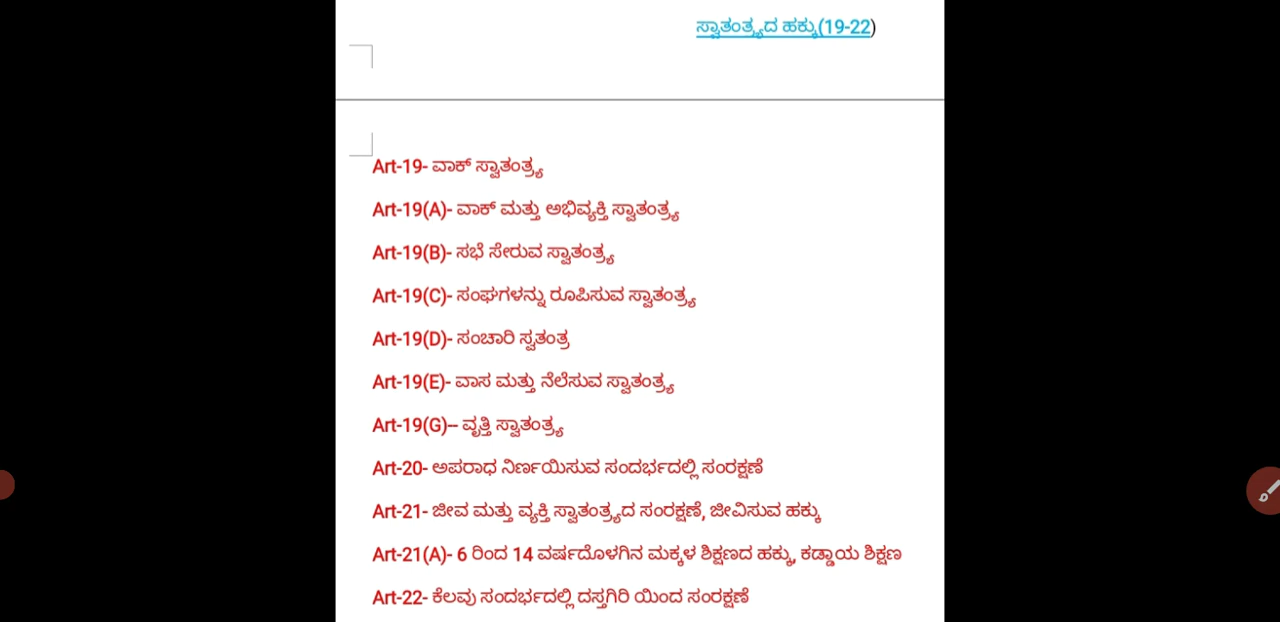 ಸ್ವಾತಂತ್ರ್ಯದ ಹಕ್ಕು(19-22)
Art-19- ವಾಕ್ ಸ್ವಾತಂತ್ರ್ಯ
Art-19(A)- ವಾಕ್ ಮತ್ತು ಅಭಿವ್ಯಕ್ತಿ ಸ್ವಾತಂತ್ರ್ಯ
Art-19(B)- ಸಭೆ ಸೇರುವ ಸ್ವಾತಂತ್ರ್ಯ
Art-19(C)- ಸಂಘಗಳನ್ನು ರೂಪಿಸುವ ಸ್ವಾತಂತ್ರ್ಯ
Art-19(D)- ಸಂಚಾರಿ ಸ್ವತಂತ್ರ
Art-19(E)- ವಾಸ ಮತ್ತು ನೆಲೆಸುವ ಸ್ವಾತಂತ್ರ್ಯ
Art-19(G)-- ವೃತ್ತಿ ಸ್ವಾತಂತ್ರ್ಯ
Art-20- ಅಪರಾಧ ನಿರ್ಣಯಿಸುವ ಸಂದರ್ಭದಲ್ಲಿ ಸಂರಕ್ಷಣೆ
Art-21- ಜೀವ ಮತ್ತು ವ್ಯಕ್ತಿ ಸ್ವಾತಂತ್ರ್ಯದ ಸಂರಕ್ಷಣೆ, ಜೀವಿಸುವ ಹಕ್ಕು
Art-21(A)- 6 ರಿಂದ 14 ವರ್ಷದೊಳಗಿನ ಮಕ್ಕಳ ಶಿಕ್ಷಣದ ಹಕ್ಕು, ಕಡ್ಡಾಯ ಶಿಕ್ಷಣ
Art-22- ಕೆಲವು ಸಂದರ್ಭದಲ್ಲಿ ದಸ್ತಗಿರಿ ಯಿಂದ ಸಂರಕ್ಷಣೆ